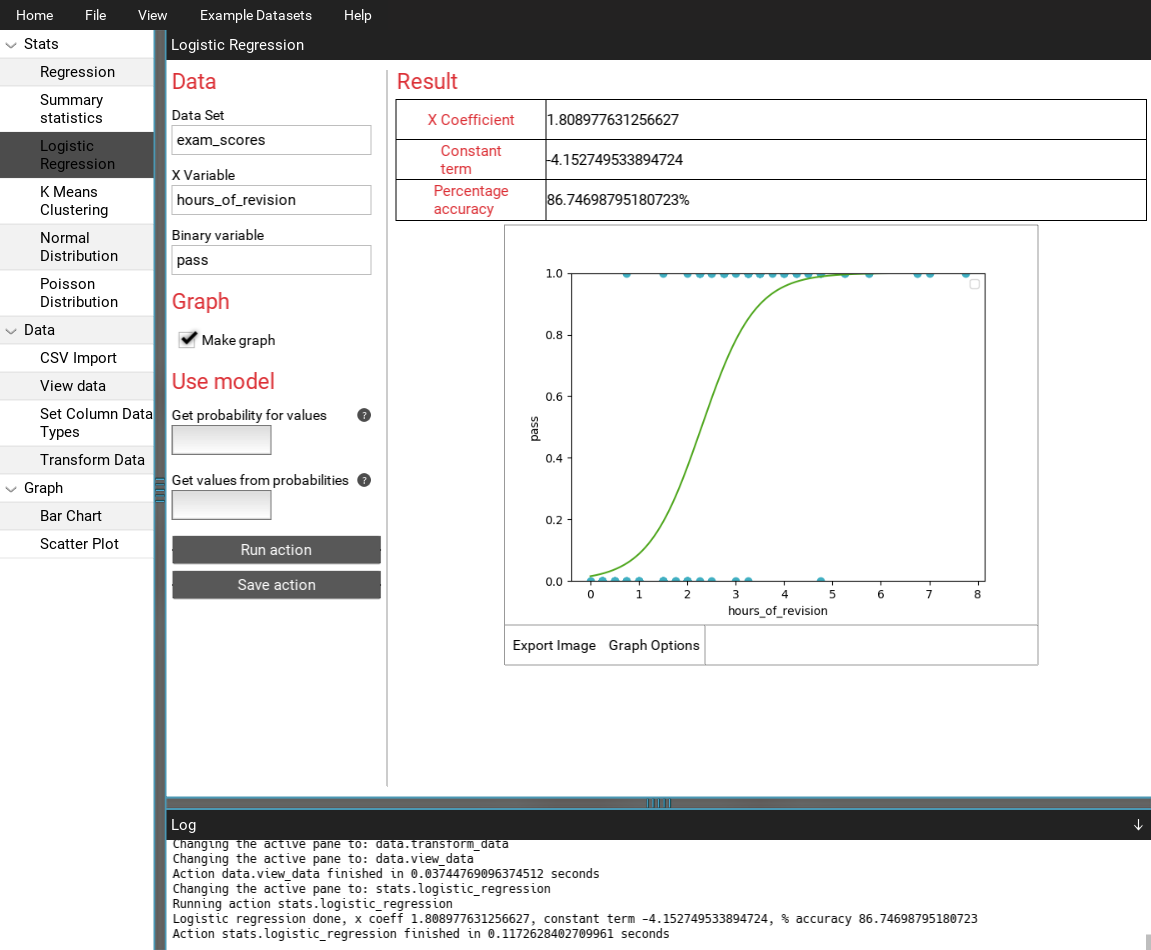 Home File View Example Datasets Help
Stats
Regression
Summary
statistics
Logistic
Regression
K Means
Clustering
Normal
Distribution
Poisson
Distribution
Data
CSV Import
View data
Set Column Data
Types
Transform Data
Graph
Bar Chart
Scatter Plot
Logistic Regression
Data
Data Set
exam_scores
X Variable
hours_of_revision
Binary variable
pass
Graph
Make graph
Use model
Get probability for values ?
Get values from probabilities ?
Run action
Save action
Result
X Coefficient 1.808977631256627
Constant
term
-4.152749533894724
Percentage
accuracy
86.74698795180723%
1.0
0.8
0.6
0.4
0.2
0.0
pass
0 1 2 3 4 5 6 7 8
hours_of_revision
Export Image Graph Options
Log
Changing the active pane to: data.transform_data
Changing the active pane to: data.view_data
Action data.view_data finished in 0.03744769096374512 seconds
Changing the active pane to: stats.logistic_regression
Running action stats.logistic_regression
Logistic regression done, x coeff 1.808977631256627, constant term -4.152749533894724, % accuracy 86.74698795180723
Action stats.logistic_regression finished in 0.1172628402709961 seconds